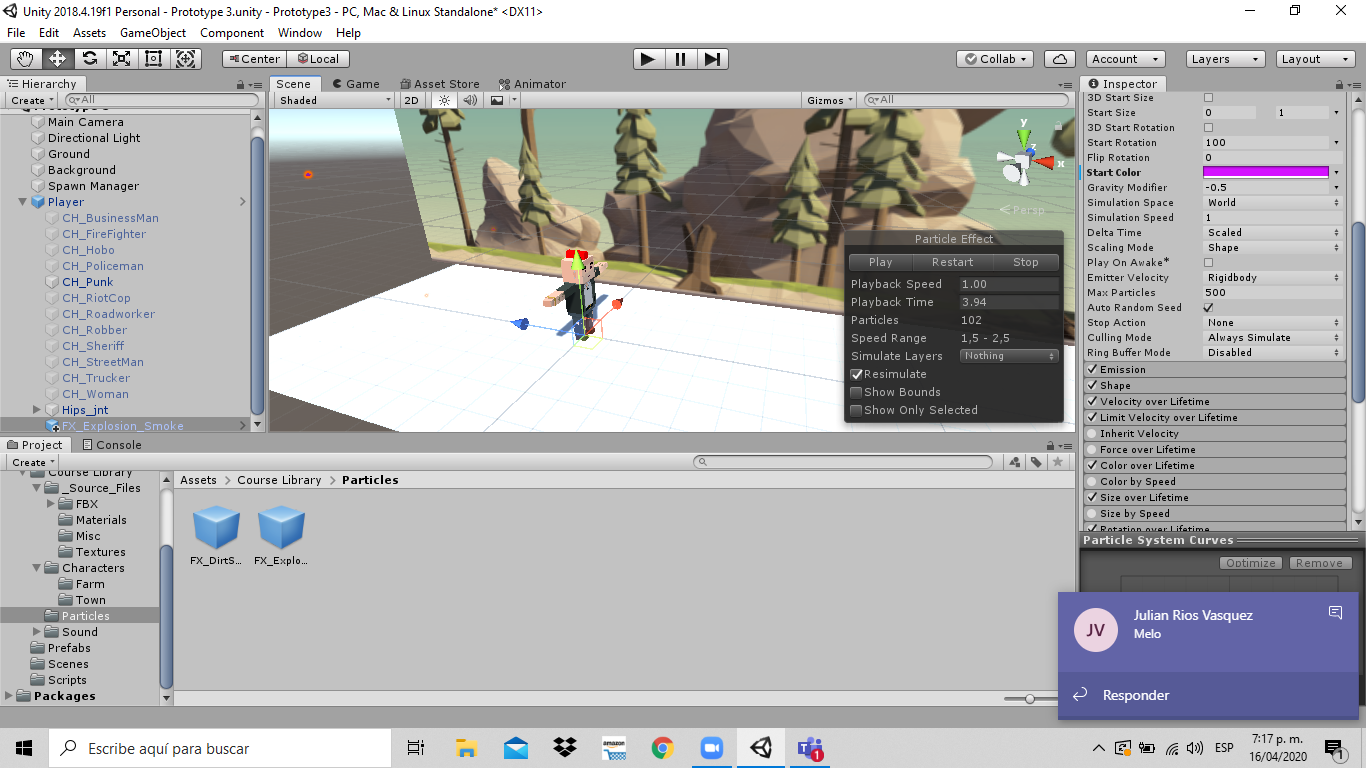 Unity 2018.4.19f1 Personal - Prototype 3.unity - Prototype3 - PC, Mac & Linux Standalone* <DX11>
File Edit Assets GameObject Component Window Help
Center Local Collab Account Layers Layout
Hierarchy
Create All
Main Camera
Directional Light
Ground
Background
Spawn Manager
Player
CH_BusinessMan
CH_FireFighter
CH_Hobo
CH_Policeman
CH_Punk
CH_RiotCop
CH_Roadworker
CH_Robber
CH_Sheriff
CH_StreetMan
CH_Trucker
CH_Woman
Hips_jnt
FX_Explosion_Smoke
Scene Game Asset Store Animator
Shaded 2D Gizmos All
y
z
x
Persp
Particle Effect
Play Restart Stop
Playback Speed 1.00
Playback Time 3.94
Particles 102
Speed Range 1,5 - 2,5
Simulate Layers Nothing
Resimulate
Show Bounds
Show Only Selected
Inspector
3D Start Size
Start Size 0 1
3D Start Rotation
Start Rotation 100
Flip Rotation 0
Start Color
Gravity Modifier -0.5
Simulation Space World
Simulation Speed 1
Delta Time Scaled
Scaling Mode Shape
Play On Awake*
Emitter Velocity Rigidbody
Max Particles 500
Auto Random Seed
Stop Action None
Culling Mode Always Simulate
Ring Buffer Mode Disabled
Emission
Shape
Velocity over Lifetime
Limit Velocity over Lifetime
Inherit Velocity
Force over Lifetime
Color over Lifetime
Color by Speed
Size over Lifetime
Size by Speed
Rotation over Lifetime
Particle System Curves
Optimize Remove
Project Console
Create
Course Library
_Source_Files
FBX
Materials
Misc
Textures
Characters
Farm
Town
Particles
Sound
Prefabs
Scenes
Scripts
Packages
Assets > Course Library > Particles
FX_DirtS... FX_Explo...
JV
Julian Rios Vasquez
Melo
Responder
Escribe aquí para buscar
amazon
1
ESP
7:17 p. m.
16/04/2020
1